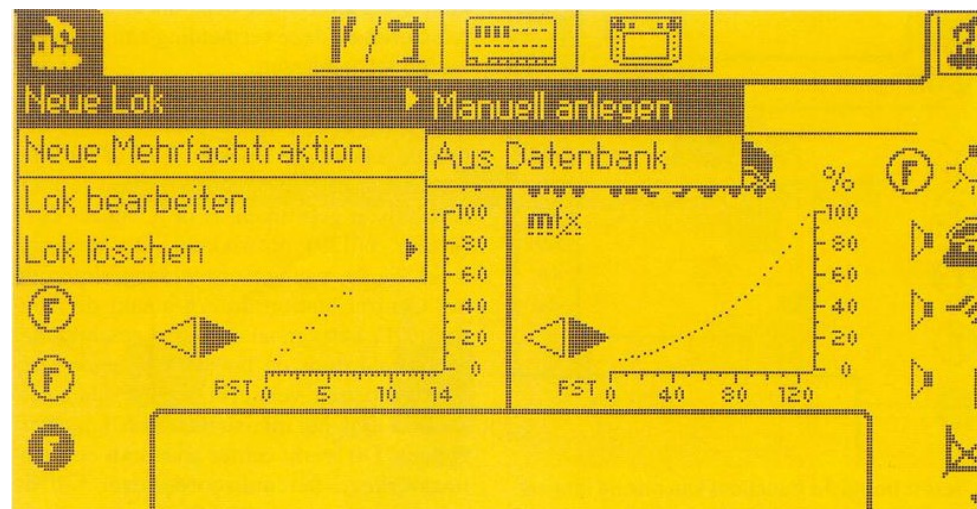 Neue Lok
Manuell anlegen
Neue Mehrfachtraktion
Aus Datenbank
Lok bearbeiten
Lok löschen
%
F
100
80
60
40
20
0
FST 0 5 10 14
mfx
100
80
60
40
20
0
FST 0 40 80 120
F
F
F